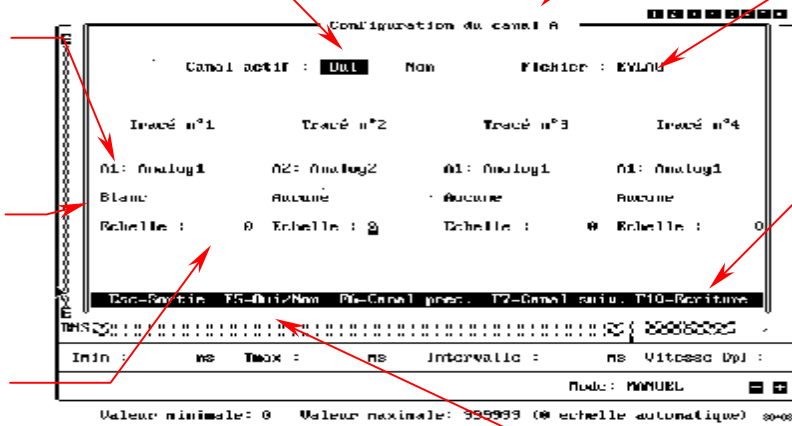 Configuration du canal A
Canal actif : Oui Non Fichier : EYLAU
Tracé n°1 Tracé n°2 Tracé n°3 Tracé n°4
A1: Analog1 A2: Analog2 A1: Analog1 A1: Analog1
Blanc Aucune Aucune Aucune
Echelle : 0 Echelle : 0 Echelle : 0 Echelle : 0
Esc-Sortie F5-Oui/Non F6-Canal prec. F7-Canal suiv. F10-Ecriture
Tmin : ms Tmax : ms Intervalle : ms Vitesse Dpl :
Mode: MANUEL
Valeur minimale: 0 Valeur maximale: 999999 (0 echelle automatique)